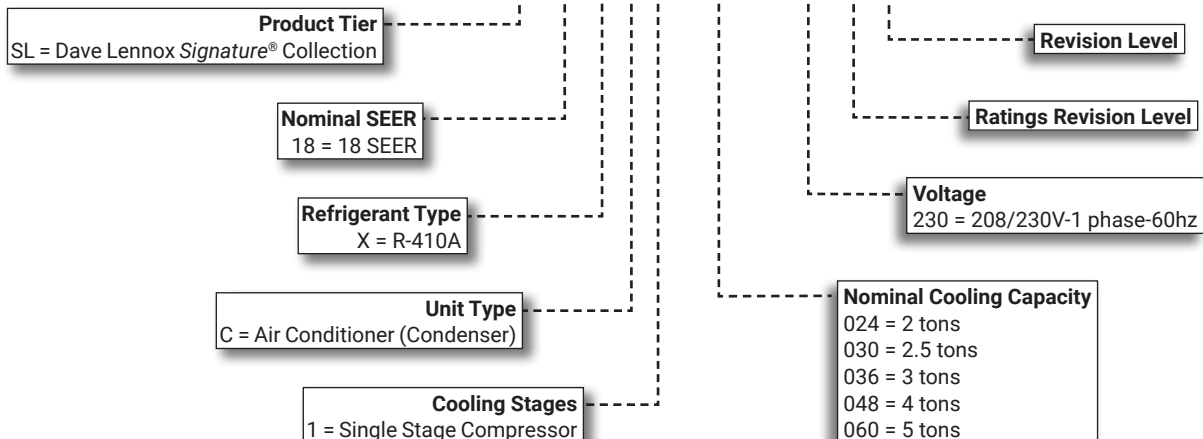 Product Tier
SL = Dave Lennox Signature® Collection
Revision Level
Nominal SEER
18 = 18 SEER
Ratings Revision Level
Refrigerant Type
X = R-410A
Voltage
230 = 208/230V-1 phase-60hz
Unit Type
C = Air Conditioner (Condenser)
Nominal Cooling Capacity
024 = 2 tons
030 = 2.5 tons
036 = 3 tons
048 = 4 tons
060 = 5 tons
Cooling Stages
1 = Single Stage Compressor